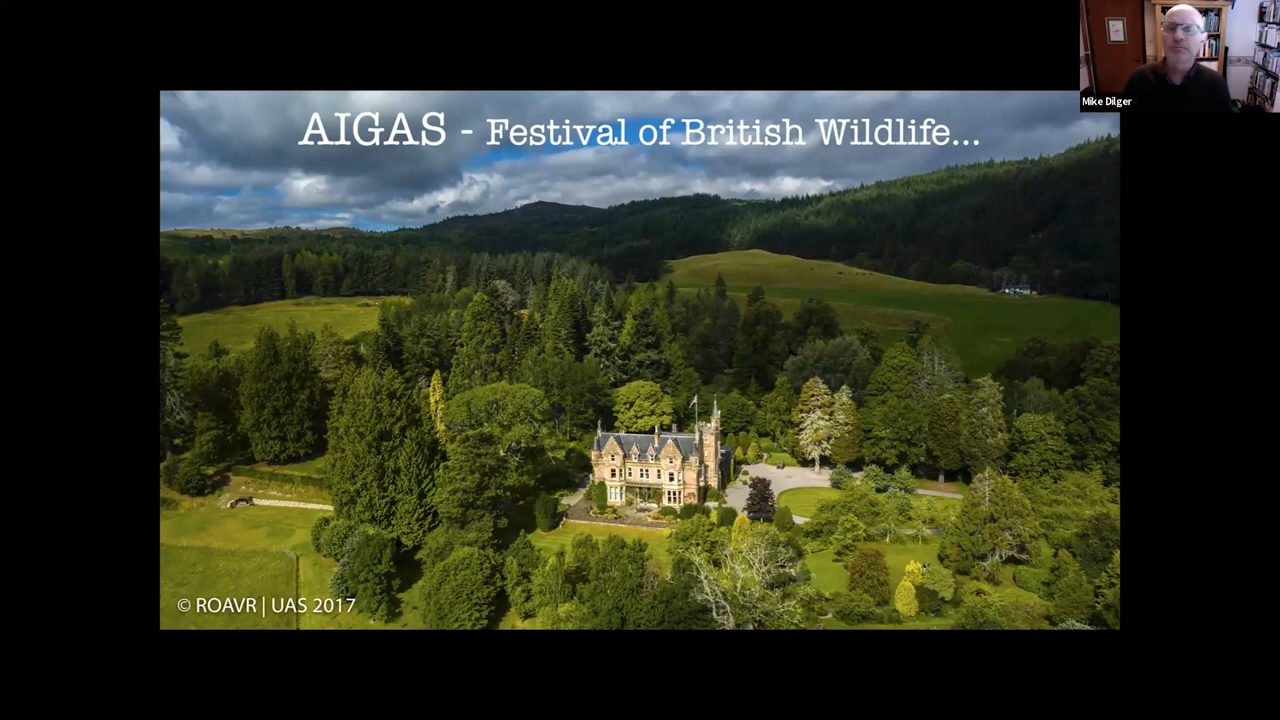 AIGAS - Festival of British Wildlife...
Mike Dilger
© ROAVR | UAS 2017